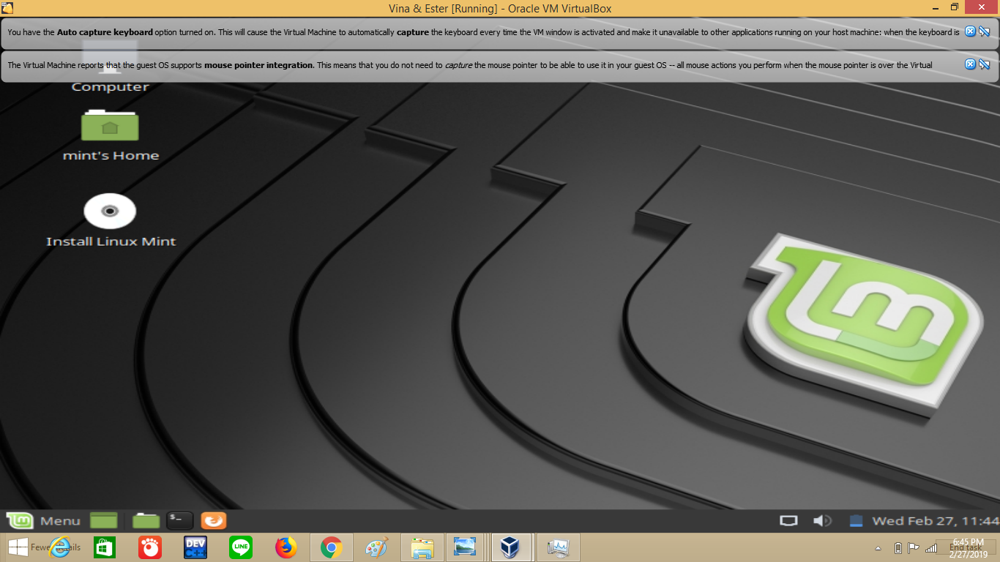 Vina & Ester [Running] - Oracle VM VirtualBox
You have the Auto capture keyboard option turned on. This will cause the Virtual Machine to automatically capture the keyboard every time the VM window is activated and make it unavailable to other applications running on your host machine: when the keyboard is
The Virtual Machine reports that the guest OS supports mouse pointer integration. This means that you do not need to capture the mouse pointer to be able to use it in your guest OS -- all mouse actions you perform when the mouse pointer is over the Virtual
Computer
mint's Home
Install Linux Mint
lm
lm Menu $_ Wed Feb 27, 11:44
Fewer details DEV C++ LINE End task
6:45 PM
2/27/2019